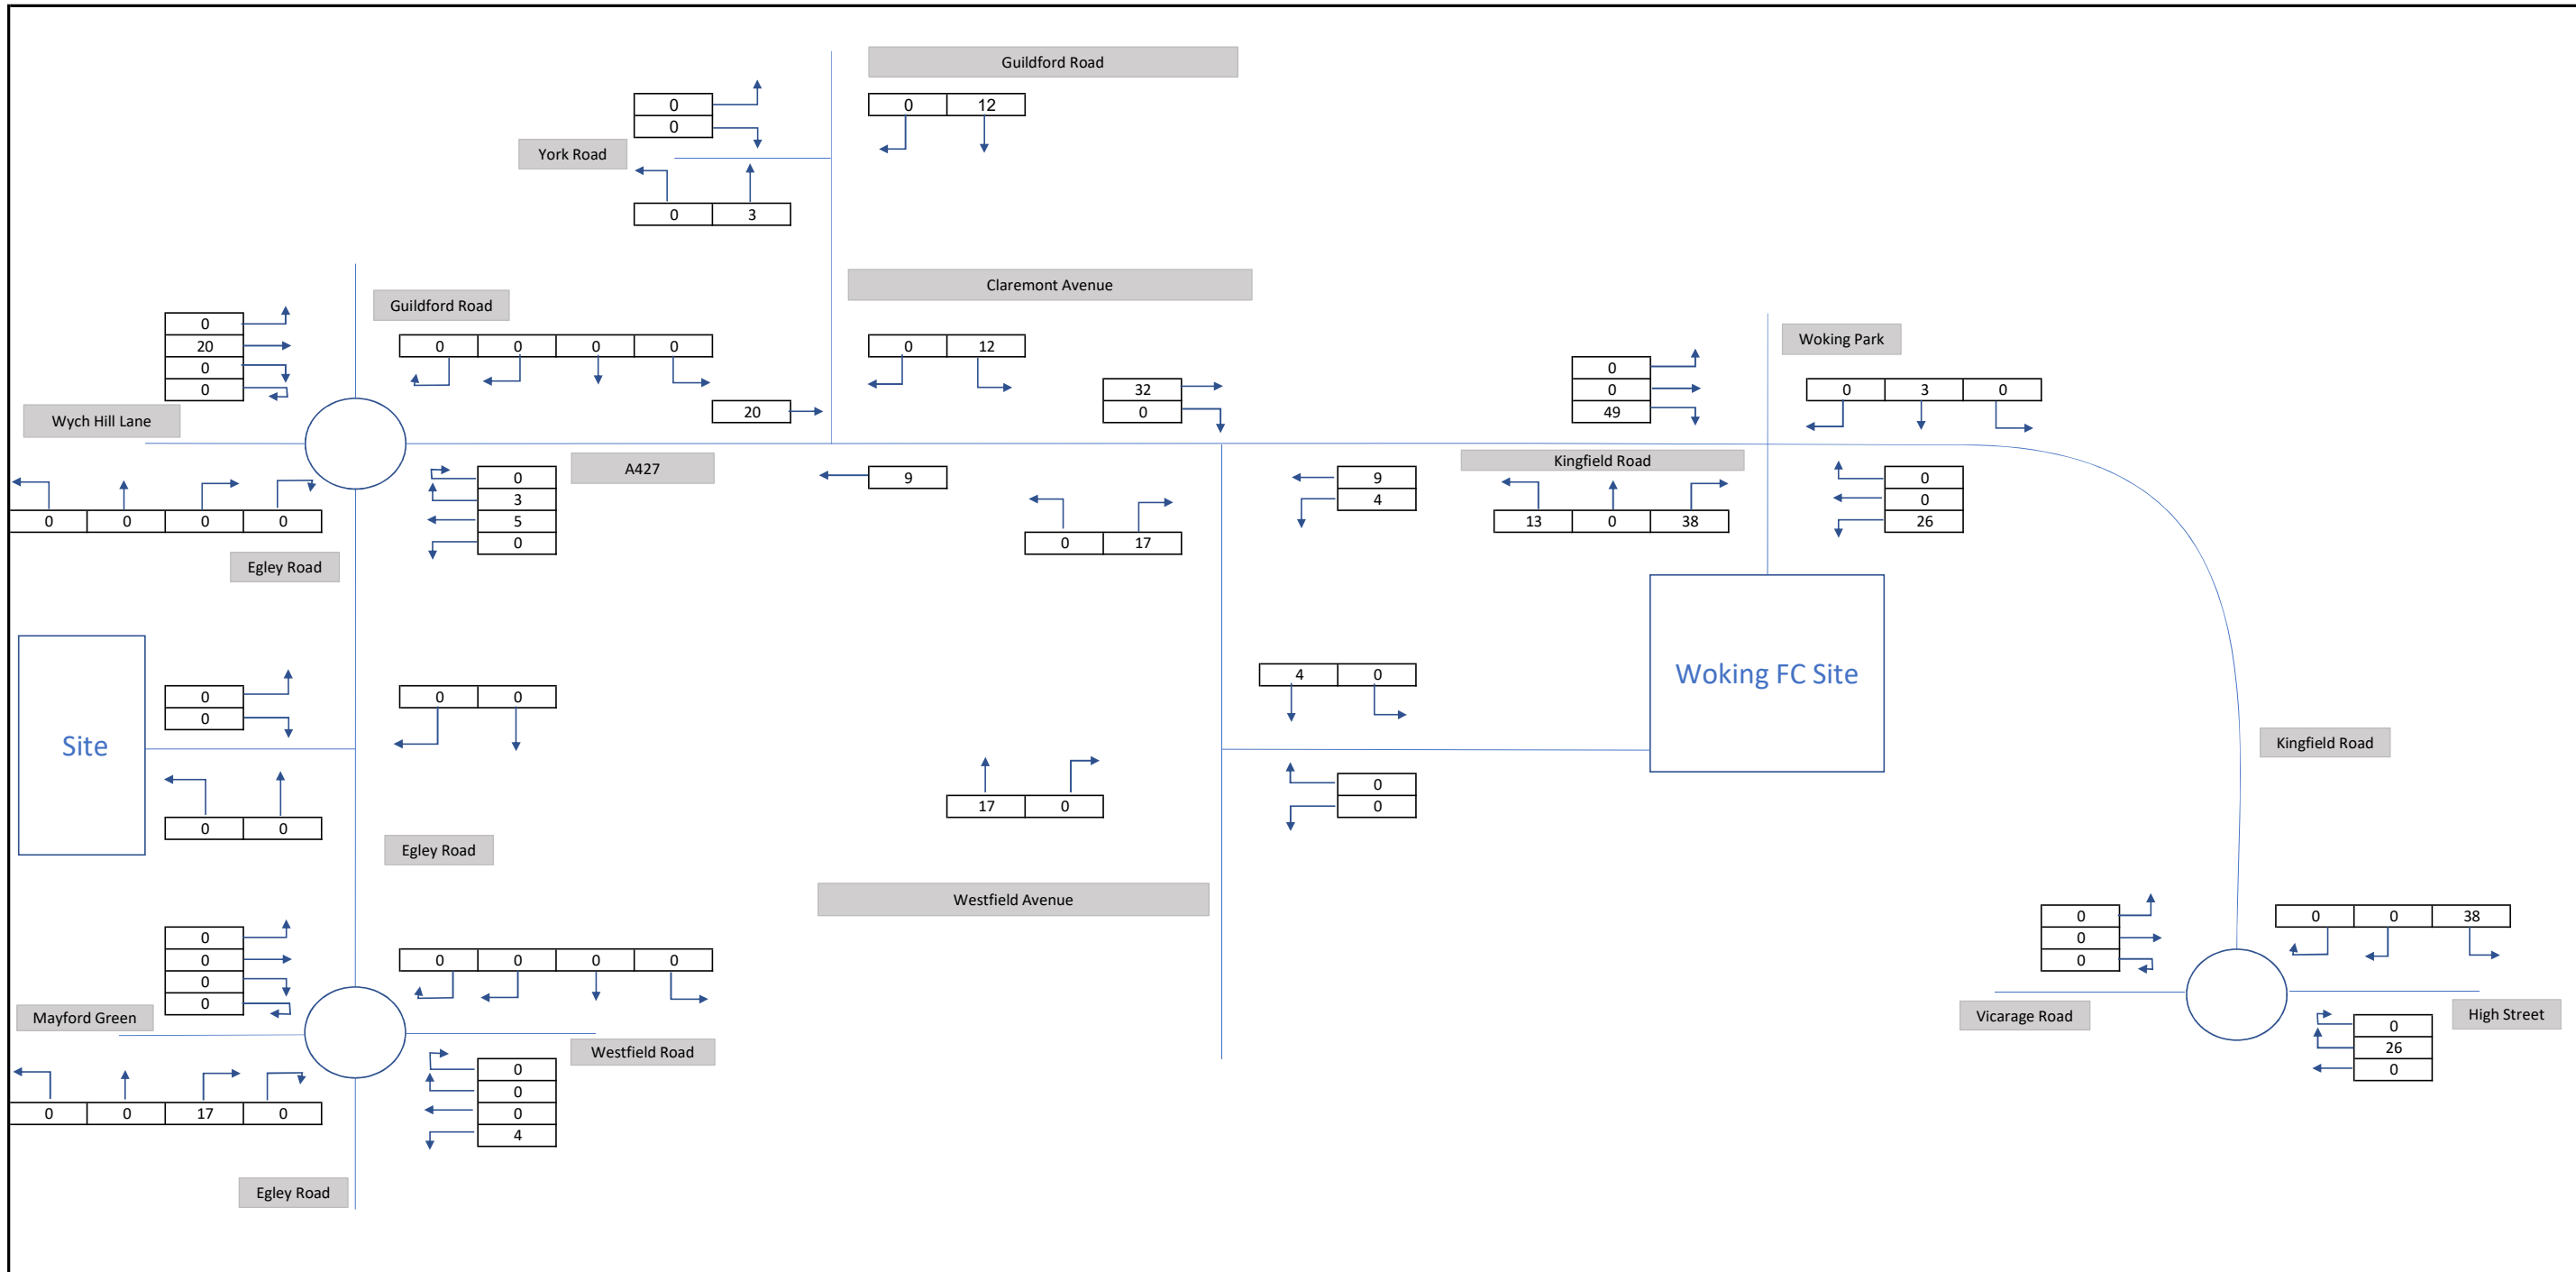 Guildford Road
0
0 12
0
York Road
0 3
Claremont Avenue
Guildford Road
0
20
0
0
0 0 0 0
0 12
Woking Park
0
0
49
0 3 0
32
0
20
Wych Hill Lane
A427
Kingfield Road
0
3
5
0
9
9
4
0
0
26
0 0 0 0
13 0 38
0 17
Egley Road
Site
0
0
0 0
4 0
Woking FC Site
Kingfield Road
0
0
17 0
0 0
Egley Road
Westfield Avenue
0
0
0
0
0 0 0 0
0
0
0
0 0 38
Mayford Green
Vicarage Road
High Street
Westfield Road
0
26
0
0
0
0
4
0 0 17 0
Egley Road